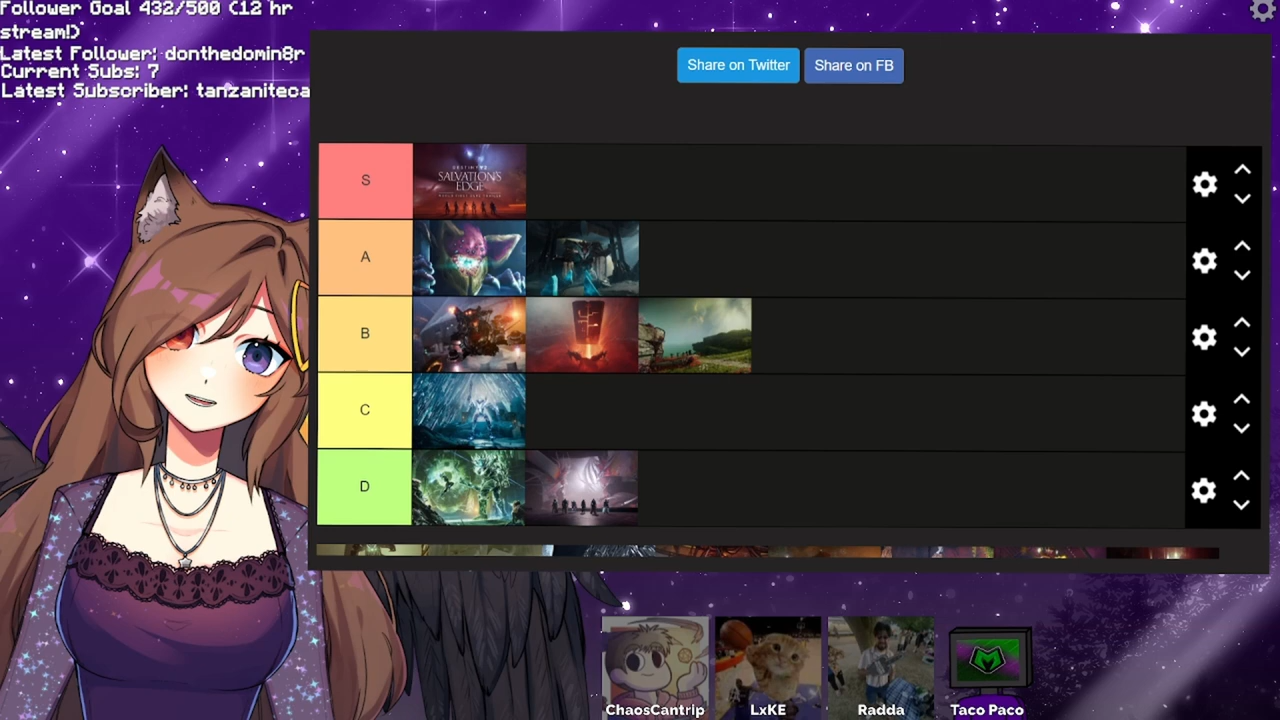 Follower Goal 432/500 (12 hr
stream!)
Latest Follower: donthedomin8r
Current Subs: 7
Latest Subscriber: tanzaniteca
Share on Twitter
Share on FB
S
DESTINY 2
SALVATION'S
EDGE
A
B
C
D
ChaosCantrip
LxKE
Radda
Taco Paco